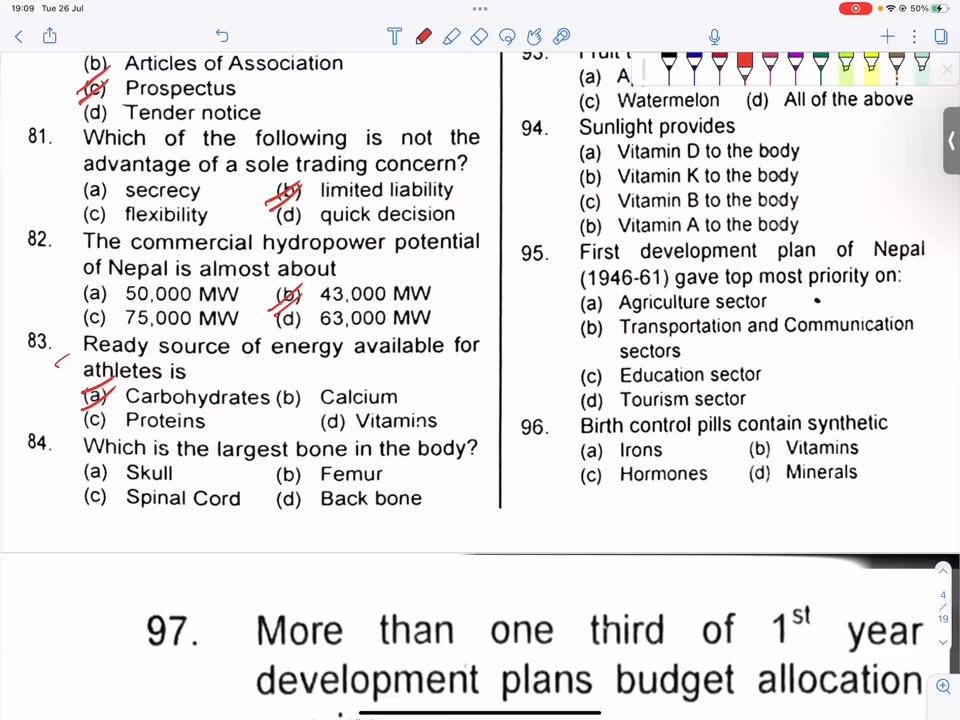 19:09 Tue 26 Jul
50%
(b) Articles of Association
(c) Prospectus
(d) Tender notice
81. Which of the following is not the
advantage of a sole trading concern?
(a) secrecy (b) limited liability
(c) flexibility (d) quick decision
82. The commercial hydropower potential
of Nepal is almost about
(a) 50,000 MW (b) 43,000 MW
(c) 75,000 MW (d) 63,000 MW
83. Ready source of energy available for
athletes is
(a) Carbohydrates (b) Calcium
(c) Proteins (d) Vitamins
84. Which is the largest bone in the body?
(a) Skull (b) Femur
(c) Spinal Cord (d) Back bone
(a)
(c) Watermelon (d) All of the above
94. Sunlight provides
(a) Vitamin D to the body
(b) Vitamin K to the body
(c) Vitamin B to the body
(b) Vitamin A to the body
95. First development plan of Nepal
(1946-61) gave top most priority on:
(a) Agriculture sector
(b) Transportation and Communication
sectors
(c) Education sector
(d) Tourism sector
96. Birth control pills contain synthetic
(a) Irons (b) Vitamins
(c) Hormones (d) Minerals
4
/
19
97. More than one third of 1st year
development plans budget allocation